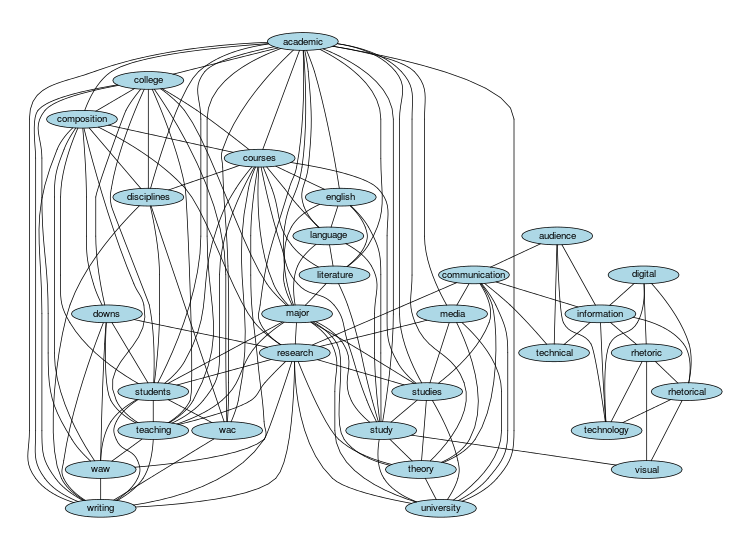 academic
college
composition
courses
disciplines
english
language
audience
literature
communication
digital
downs
major
media
information
research
technical
rhetoric
students
studies
rhetorical
teaching
wac
study
technology
waw
theory
visual
writing
university